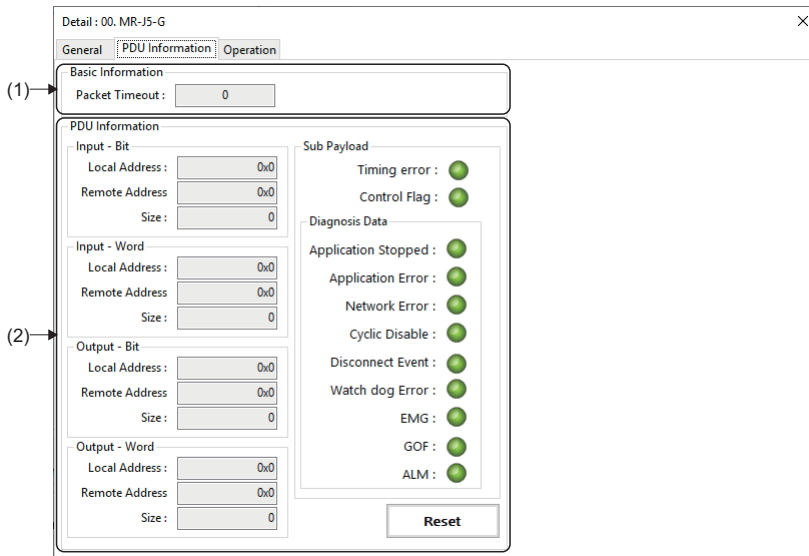 Detail : 00. MR-J5-G
General PDU Information Operation
(1)
Basic Information
Packet Timeout : 0
(2)
PDU Information
Input - Bit
Local Address : 0x0
Remote Address 0x0
Size : 0
Input - Word
Local Address : 0x0
Remote Address 0x0
Size : 0
Output - Bit
Local Address : 0x0
Remote Address 0x0
Size : 0
Output - Word
Local Address : 0x0
Remote Address 0x0
Size : 0
Sub Payload
Timing error :
Control Flag :
Diagnosis Data
Application Stopped :
Application Error :
Network Error :
Cyclic Disable :
Disconnect Event :
Watch dog Error :
EMG :
GOF :
ALM :
Reset